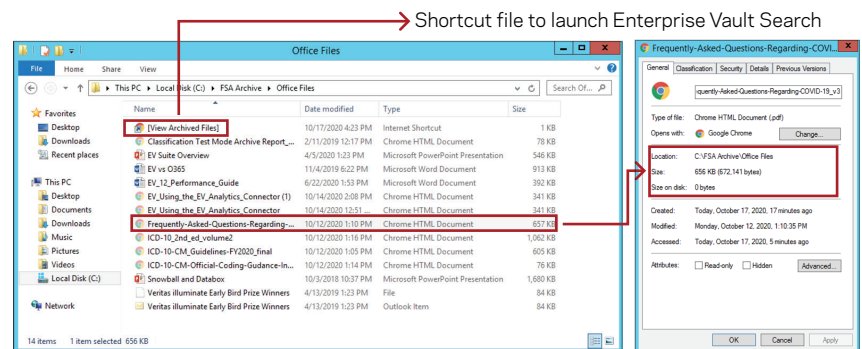 Shortcut file to launch Enterprise Vault Search
Office Files
File Home Share View
This PC ▸ Local Disk (C:) ▸ FSA Archive ▸ Office Files
Search Of...
Favorites
Desktop
Downloads
Recent places
This PC
Desktop
Documents
Downloads
Music
Pictures
Videos
Local Disk (C:)
Network
Name Date modified Type Size
[View Archived Files] 10/17/2020 4:23 PM Internet Shortcut 1 KB
Classification Test Mode Archive Report_... 2/11/2019 12:17 PM Chrome HTML Document 78 KB
EV Suite Overview 4/5/2020 1:23 PM Microsoft PowerPoint Presentation 546 KB
EV vs O365 11/4/2019 6:22 PM Microsoft Word Document 913 KB
EV_12_Performance_Guide 6/22/2020 1:53 PM Microsoft Word Document 392 KB
EV_Using_the_EV_Analytics_Connector (1) 10/14/2020 2:08 PM Chrome HTML Document 341 KB
EV_Using_the_EV_Analytics_Connector 10/14/2020 12:51 ... Chrome HTML Document 341 KB
Frequently-Asked-Questions-Regarding-... 10/12/2020 1:10 PM Chrome HTML Document 657 KB
ICD-10_2nd_ed_volume2 10/12/2020 1:16 PM Chrome HTML Document 1,062 KB
ICD-10-CM_Guidelines-FY2020_final 10/12/2020 1:05 PM Chrome HTML Document 605 KB
ICD-10-CM-Official-Coding-Gudance-In... 10/12/2020 1:14 PM Chrome HTML Document 76 KB
Snowball and Databox 10/3/2018 10:37 PM Microsoft PowerPoint Presentation 1,680 KB
Veritas illuminate Early Bird Prize Winners 4/13/2019 1:23 PM File 84 KB
Veritas illuminate Early Bird Prize Winners 4/13/2019 1:23 PM Outlook Item 84 KB
14 items 1 item selected 656 KB
Frequently-Asked-Questions-Regarding-COVI...
General Classification Security Details Previous Versions
quently-Asked-Questions-Regarding-COVID-19_v3
Type of file: Chrome HTML Document (.pdf)
Opens with: Google Chrome Change...
Location: C:\FSA Archive\Office Files
Size: 656 KB (672,141 bytes)
Size on disk: 0 bytes
Created: Today, October 17, 2020, 17 minutes ago
Modified: Monday, October 12, 2020, 1:10:35 PM
Accessed: Today, October 17, 2020, 5 minutes ago
Attributes: Read-only Hidden Advanced...
OK Cancel Apply